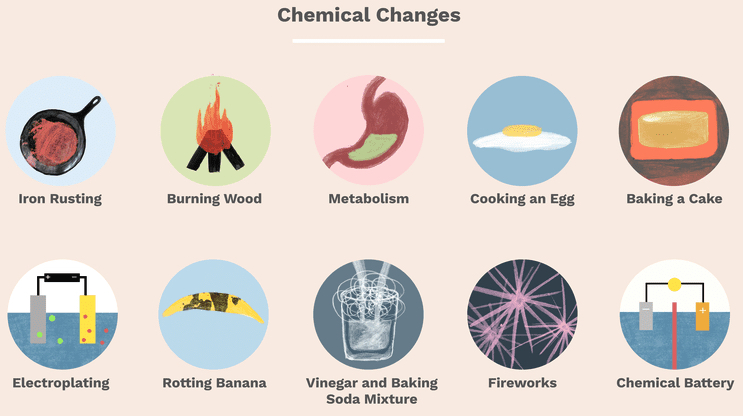 Chemical Changes
Iron Rusting
Burning Wood
Metabolism
Cooking an Egg
Baking a Cake
Electroplating
Rotting Banana
Vinegar and Baking
Soda Mixture
Fireworks
− +
Chemical Battery